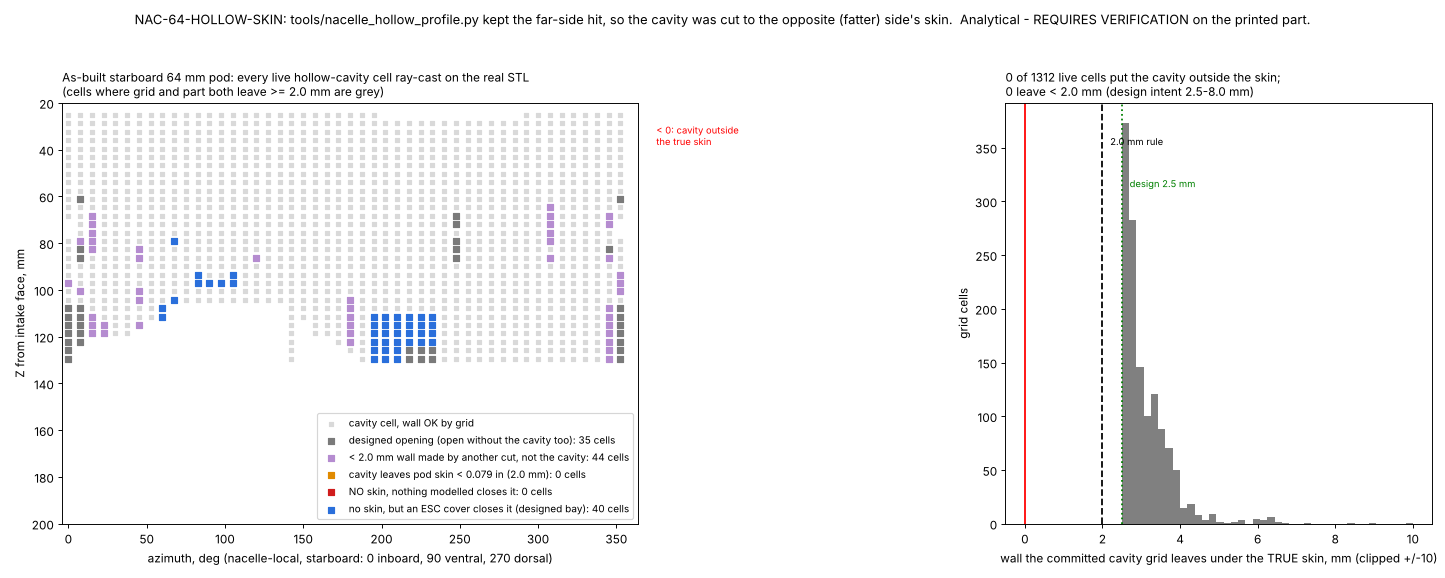 NAC-64-HOLLOW-SKIN: tools/nacelle_hollow_profile.py kept the far-side hit, so the cavity was cut to the opposite (fatter) side's skin.  Analytical - REQUIRES VERIFICATION on the printed part.
As-built starboard 64 mm pod: every live hollow-cavity cell ray-cast on the real STL
(cells where grid and part both leave >= 2.0 mm are grey)
20
40
60
80
100
120
140
160
180
200
Z from intake face, mm
cavity cell, wall OK by grid
designed opening (open without the cavity too): 35 cells
< 2.0 mm wall made by another cut, not the cavity: 44 cells
cavity leaves pod skin < 0.079 in (2.0 mm): 0 cells
NO skin, nothing modelled closes it: 0 cells
no skin, but an ESC cover closes it (designed bay): 40 cells
0 50 100 150 200 250 300 350
azimuth, deg (nacelle-local, starboard: 0 inboard, 90 ventral, 270 dorsal)
< 0: cavity outside
the true skin
0 of 1312 live cells put the cavity outside the skin;
0 leave < 2.0 mm (design intent 2.5-8.0 mm)
2.0 mm rule
design 2.5 mm
350
300
250
200
150
100
50
0
grid cells
0 2 4 6 8 10
wall the committed cavity grid leaves under the TRUE skin, mm (clipped +/-10)